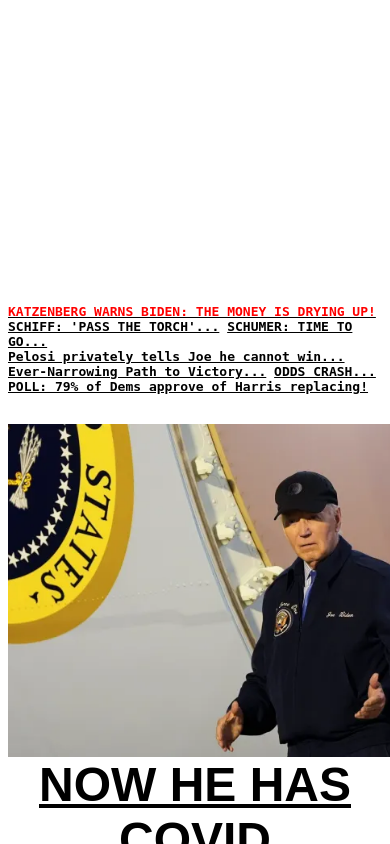 KATZENBERG WARNS BIDEN: THE MONEY IS DRYING UP!
SCHIFF: 'PASS THE TORCH'... SCHUMER: TIME TO
GO...
Pelosi privately tells Joe he cannot win...
Ever-Narrowing Path to Victory... ODDS CRASH...
POLL: 79% of Dems approve of Harris replacing!
STATES
Joe Biden
NOW HE HAS
COVID